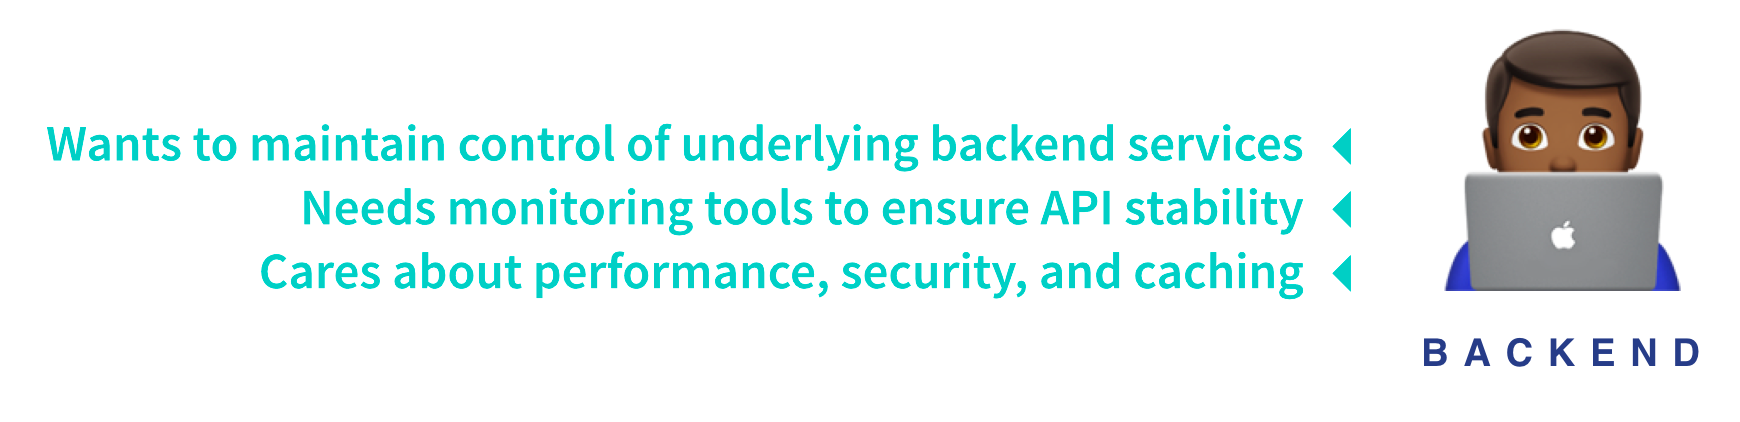 Wants to maintain control of underlying backend services
Needs monitoring tools to ensure API stability
Cares about performance, security, and caching
BACKEND